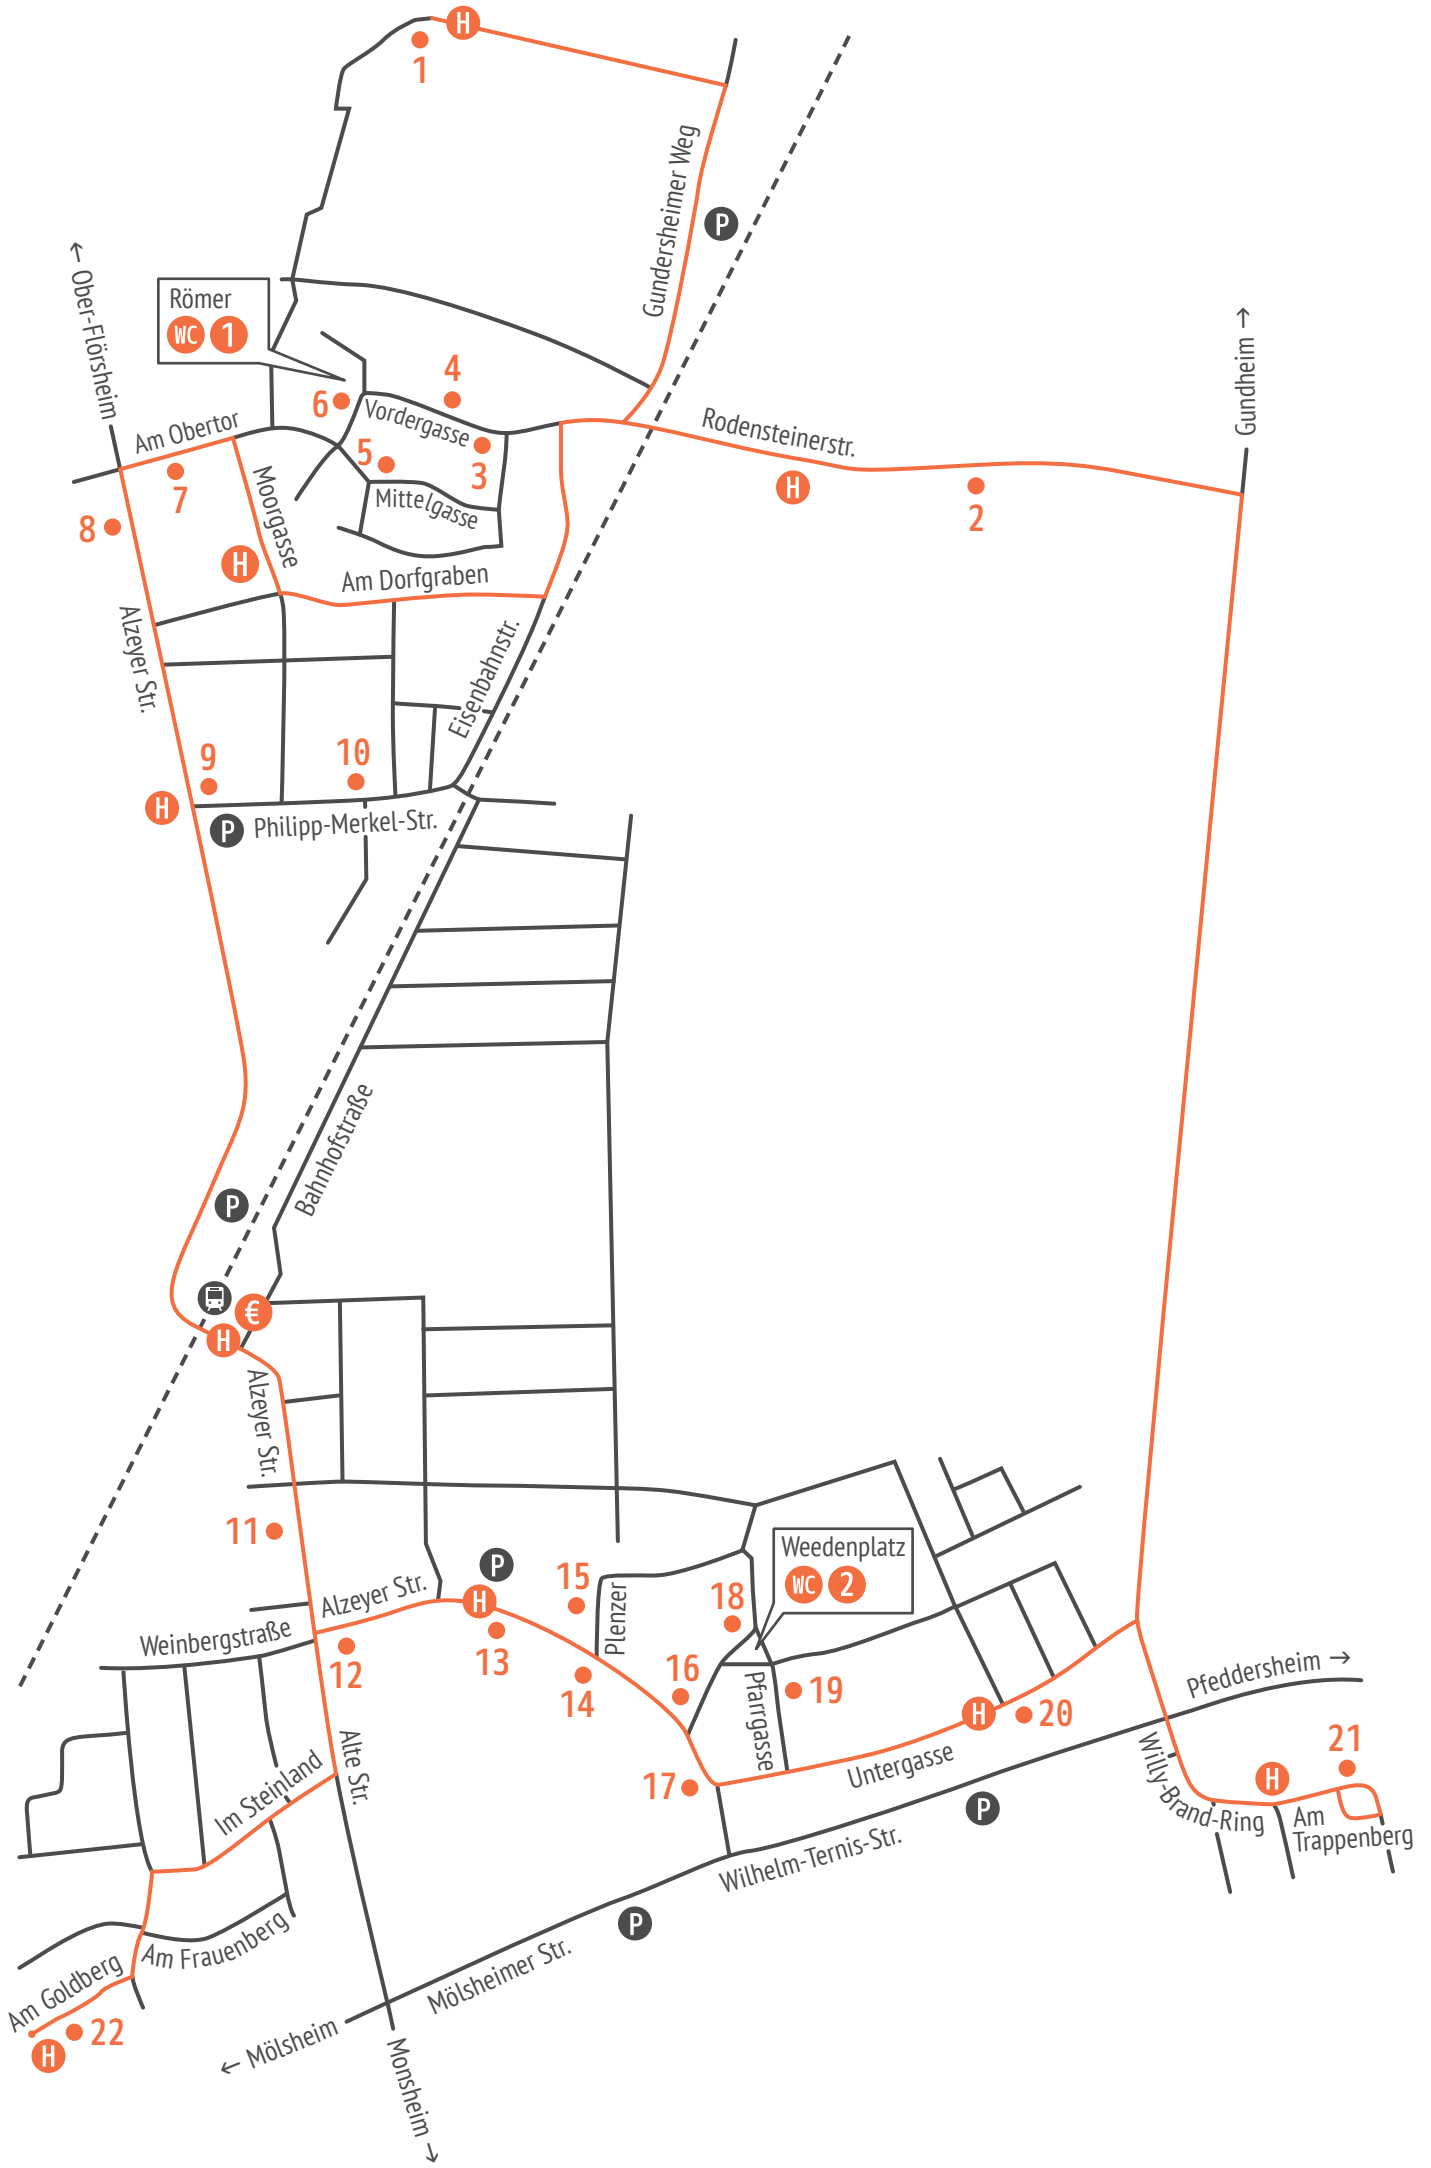 H
1
Gundersheimer Weg
P
← Ober-Flörsheim
Römer
WC 1
Gundheim →
4
6
Vordergasse
Am Obertor
Rodensteinerstr.
5
3
7
Moorgasse
Mittelgasse
H
2
8
H
Am Dorfgraben
Alzeyer Str.
Eisenbahnstr.
9
10
H
P
Philipp-Merkel-Str.
Bahnhofstraße
P
€
H
Alzeyer Str.
11
Weedenplatz
WC 2
P
15
Plenzer
18
Alzeyer Str.
H
Weinbergstraße
12
13
14
16
Pfarrgasse
19
H
20
Pfeddersheim →
Alte Str.
Im Steinland
17
Untergasse
Willy-Brand-Ring
H
21
P
Am
Trappenberg
Wilhelm-Ternis-Str.
P
Am Frauenberg
Am Goldberg
Mölsheimer Str.
22
H
← Mölsheim
Monsheim →